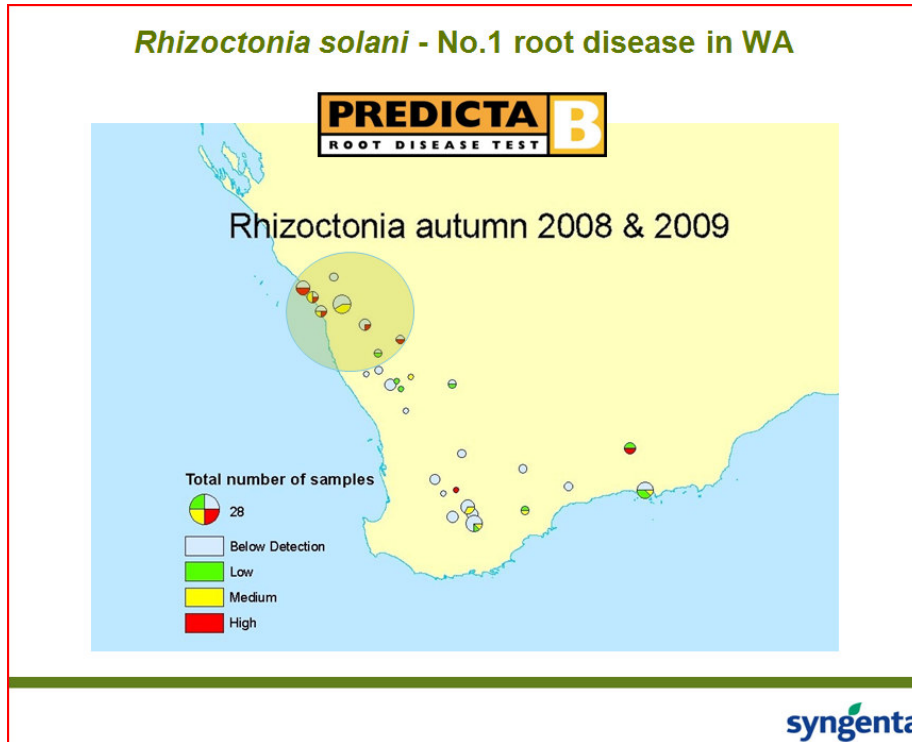 Rhizoctonia solani - No.1 root disease in WA
PREDICTA B
ROOT DISEASE TEST
Rhizoctonia autumn 2008 & 2009
Total number of samples
28
Below Detection
Low
Medium
High
syngenta